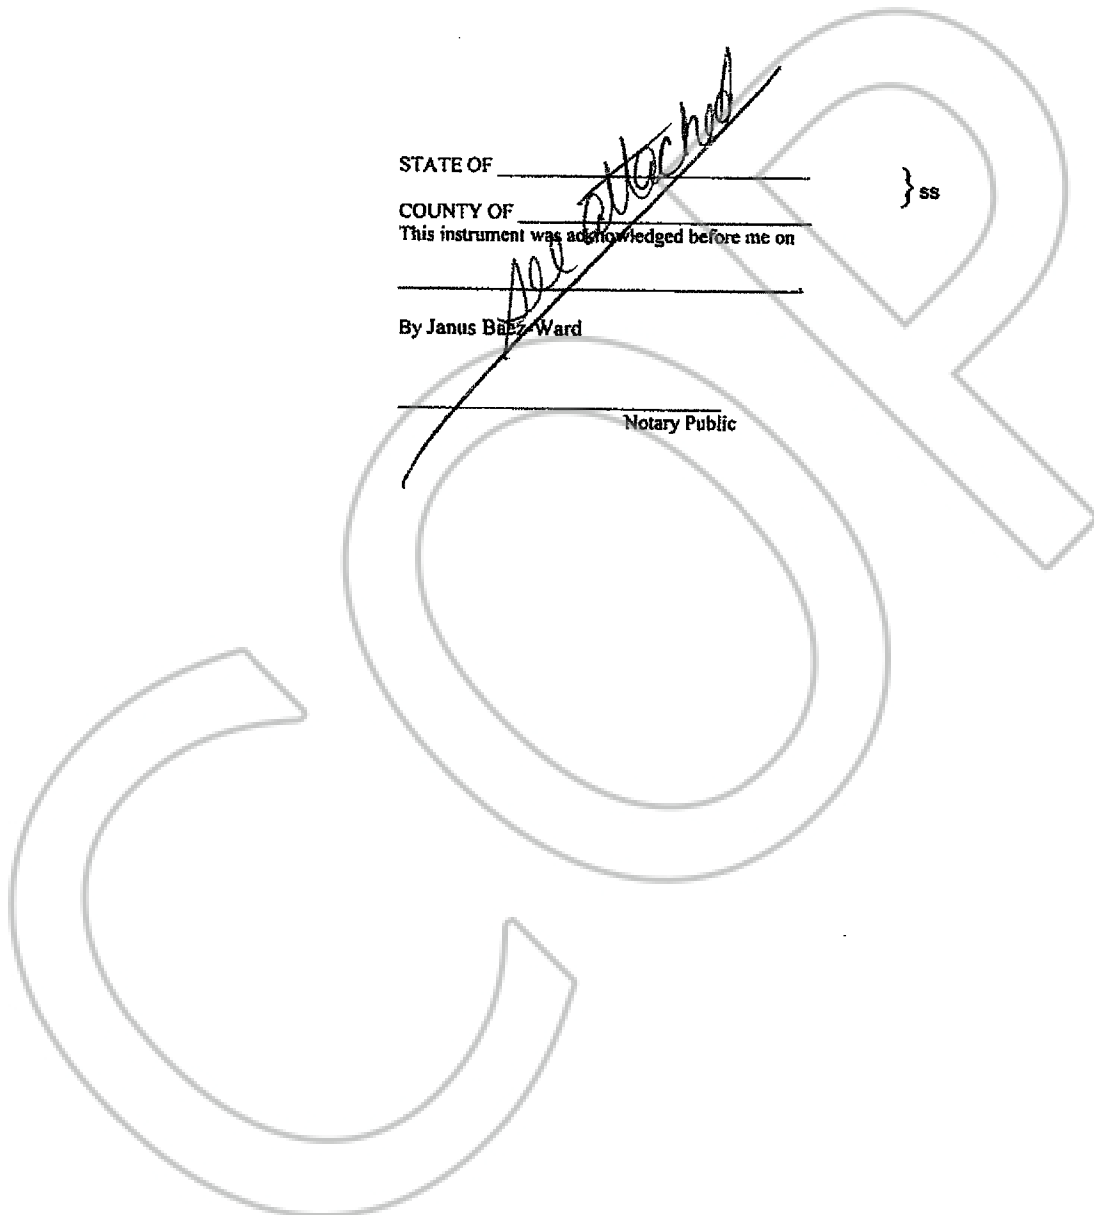 See attached
STATE OF
COUNTY OF
} ss
This instrument was acknowledged before me on
By Janus Baez-Ward
Notary Public
COP